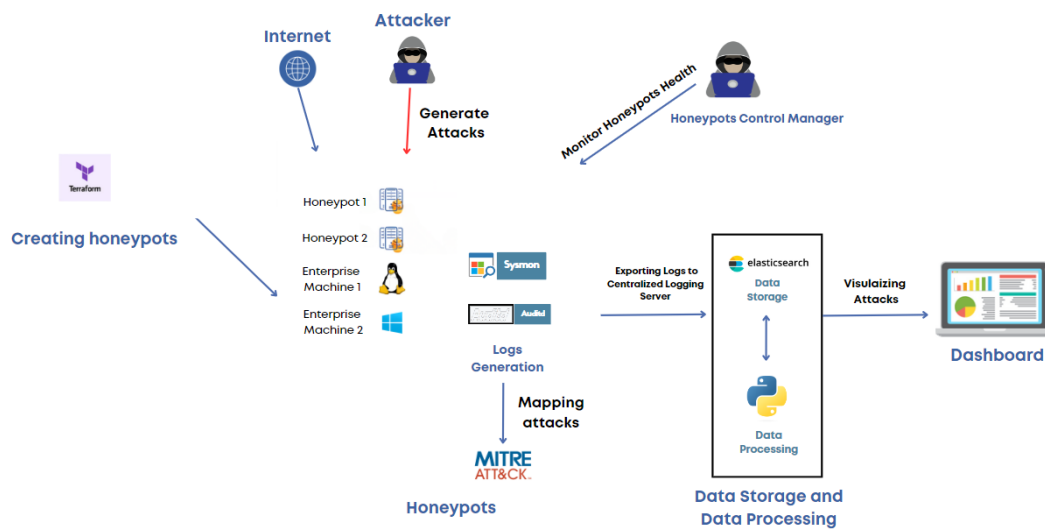 Attacker
Internet
Generate
Attacks
Monitor Honeypots Health
Honeypots Control Manager
Terraform
Creating honeypots
Honeypot 1
Honeypot 2
Enterprise
Machine 1
Enterprise
Machine 2
Sysmon
Auditd
Logs
Generation
Mapping
attacks
MITRE
ATT&CK™
Honeypots
Exporting Logs to
Centralized Logging
Server
elasticsearch
Data
Storage
Data
Processing
Data Storage and
Data Processing
Visulaizing
Attacks
Dashboard